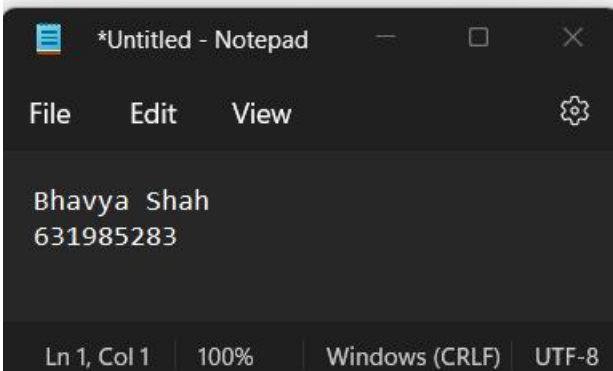 *Untitled - Notepad
File Edit View
Bhavya Shah
631985283
Ln 1, Col 1 100% Windows (CRLF) UTF-8